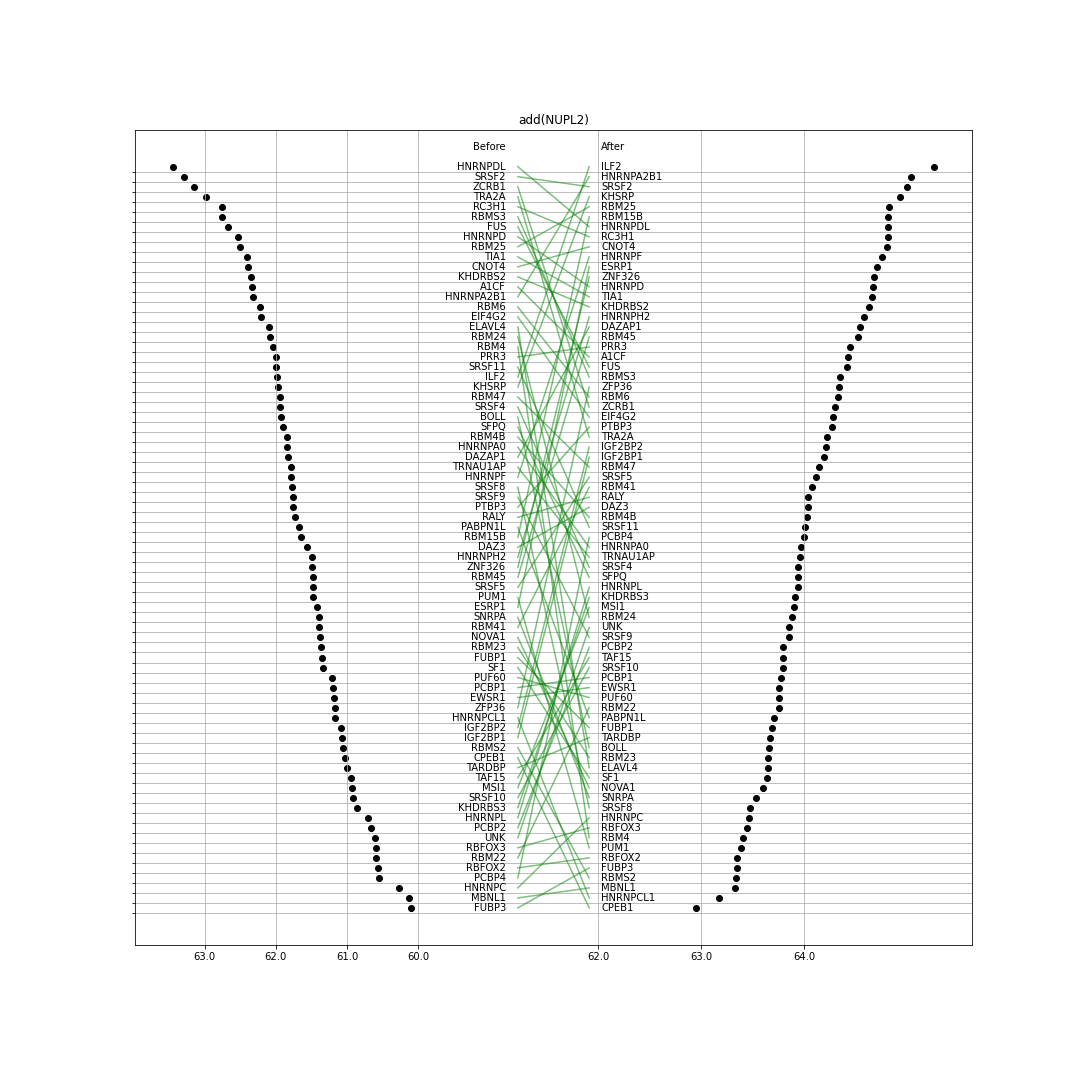 add(NUPL2)
Before After
HNRNPDL ILF2
SRSF2 HNRNPA2B1
ZCRB1 SRSF2
TRA2A KHSRP
RC3H1 RBM25
RBMS3 RBM15B
FUS HNRNPDL
HNRNPD RC3H1
RBM25 CNOT4
TIA1 HNRNPF
CNOT4 ESRP1
KHDRBS2 ZNF326
A1CF HNRNPD
HNRNPA2B1 TIA1
RBM6 KHDRBS2
EIF4G2 HNRNPH2
ELAVL4 DAZAP1
RBM24 RBM45
RBM4 PRR3
PRR3 A1CF
SRSF11 FUS
ILF2 RBMS3
KHSRP ZFP36
RBM47 RBM6
SRSF4 ZCRB1
BOLL EIF4G2
SFPQ PTBP3
RBM4B TRA2A
HNRNPA0 IGF2BP2
DAZAP1 IGF2BP1
TRNAU1AP RBM47
HNRNPF SRSF5
SRSF8 RBM41
SRSF9 RALY
PTBP3 DAZ3
RALY RBM4B
PABPN1L SRSF11
RBM15B PCBP4
DAZ3 HNRNPA0
HNRNPH2 TRNAU1AP
ZNF326 SRSF4
RBM45 SFPQ
SRSF5 HNRNPL
PUM1 KHDRBS3
ESRP1 MSI1
SNRPA RBM24
RBM41 UNK
NOVA1 SRSF9
RBM23 PCBP2
FUBP1 TAF15
SF1 SRSF10
PUF60 PCBP1
PCBP1 EWSR1
EWSR1 PUF60
ZFP36 RBM22
HNRNPCL1 PABPN1L
IGF2BP2 FUBP1
IGF2BP1 TARDBP
RBMS2 BOLL
CPEB1 RBM23
TARDBP ELAVL4
TAF15 SF1
MSI1 NOVA1
SRSF10 SNRPA
KHDRBS3 SRSF8
HNRNPL HNRNPC
PCBP2 RBFOX3
UNK RBM4
RBFOX3 PUM1
RBM22 RBFOX2
RBFOX2 FUBP3
PCBP4 RBMS2
HNRNPC MBNL1
MBNL1 HNRNPCL1
FUBP3 CPEB1
63.0 62.0 61.0 60.0 62.0 63.0 64.0